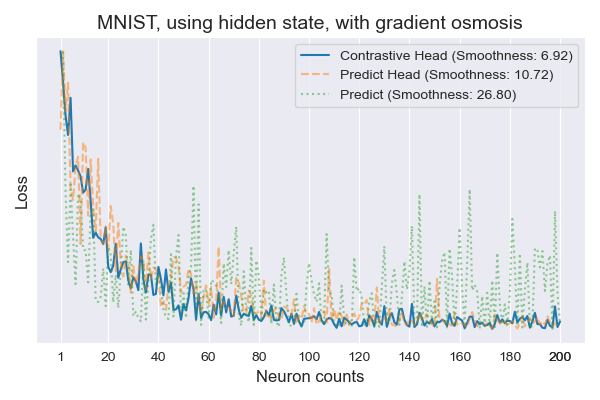 MNIST, using hidden state, with gradient osmosis
Contrastive Head (Smoothness: 6.92)
Predict Head (Smoothness: 10.72)
Predict (Smoothness: 26.80)
Loss
1 20 40 60 80 100 120 140 160 180 200 200
Neuron counts